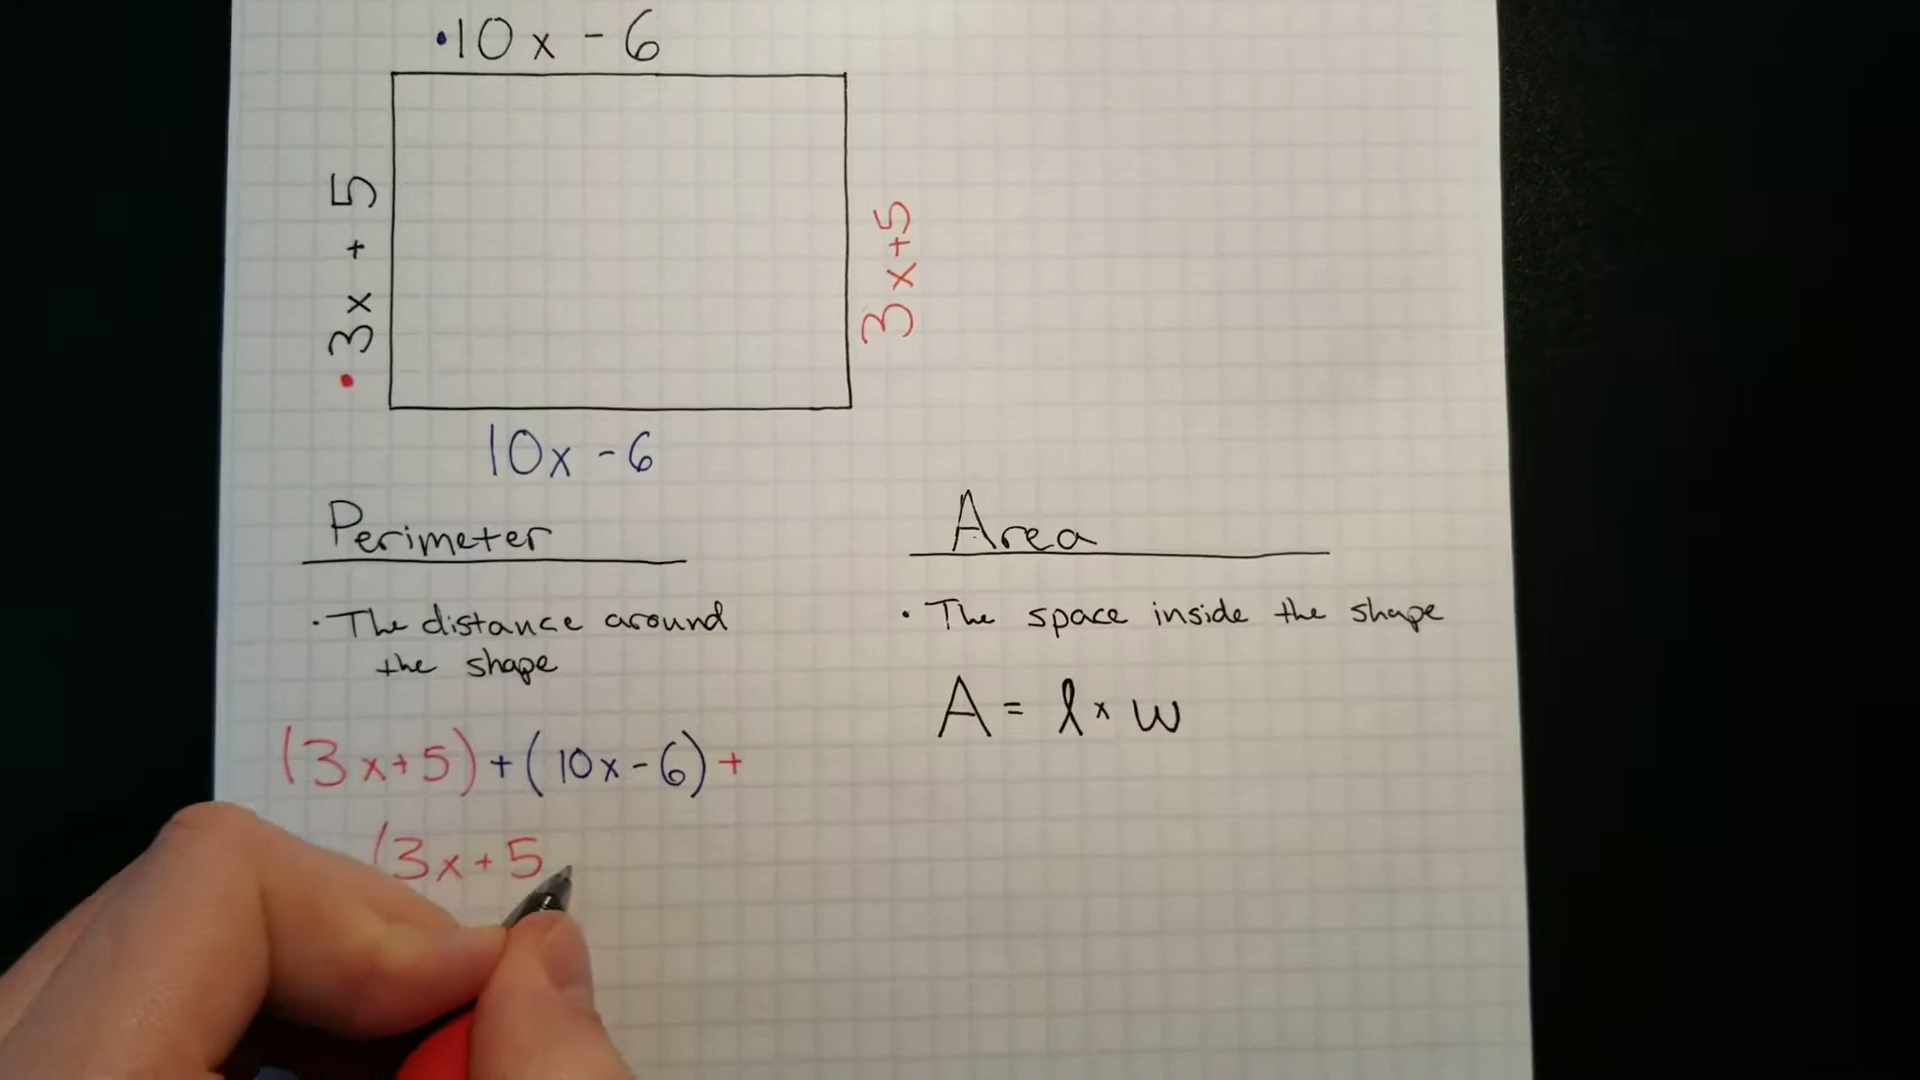 ·10x - 6
·3x + 5
3x+5
10x - 6
Perimeter
· The distance around
the shape
(3x+5) + (10x - 6) +
(3x + 5
Area
· The space inside the shape
A = l × w